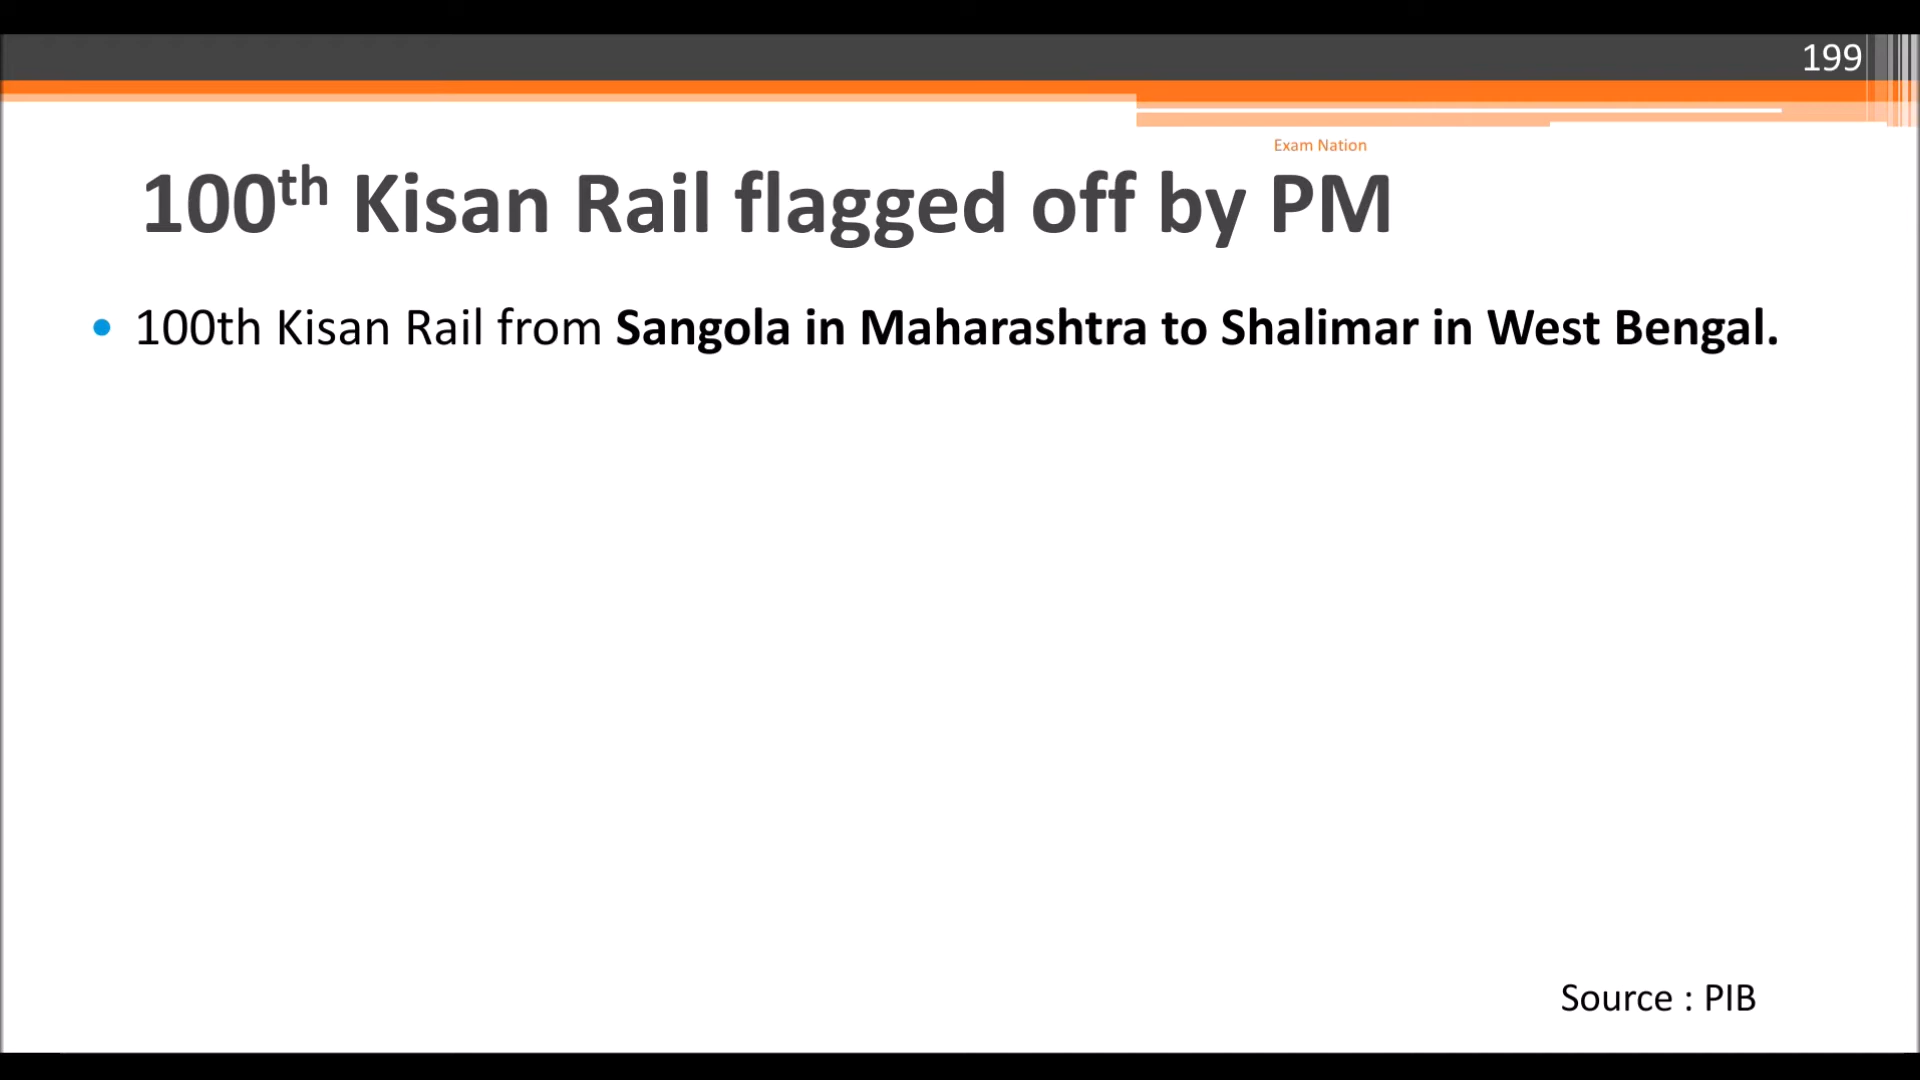 199
Exam Nation
100th Kisan Rail flagged off by PM
• 100th Kisan Rail from Sangola in Maharashtra to Shalimar in West Bengal.
Source : PIB